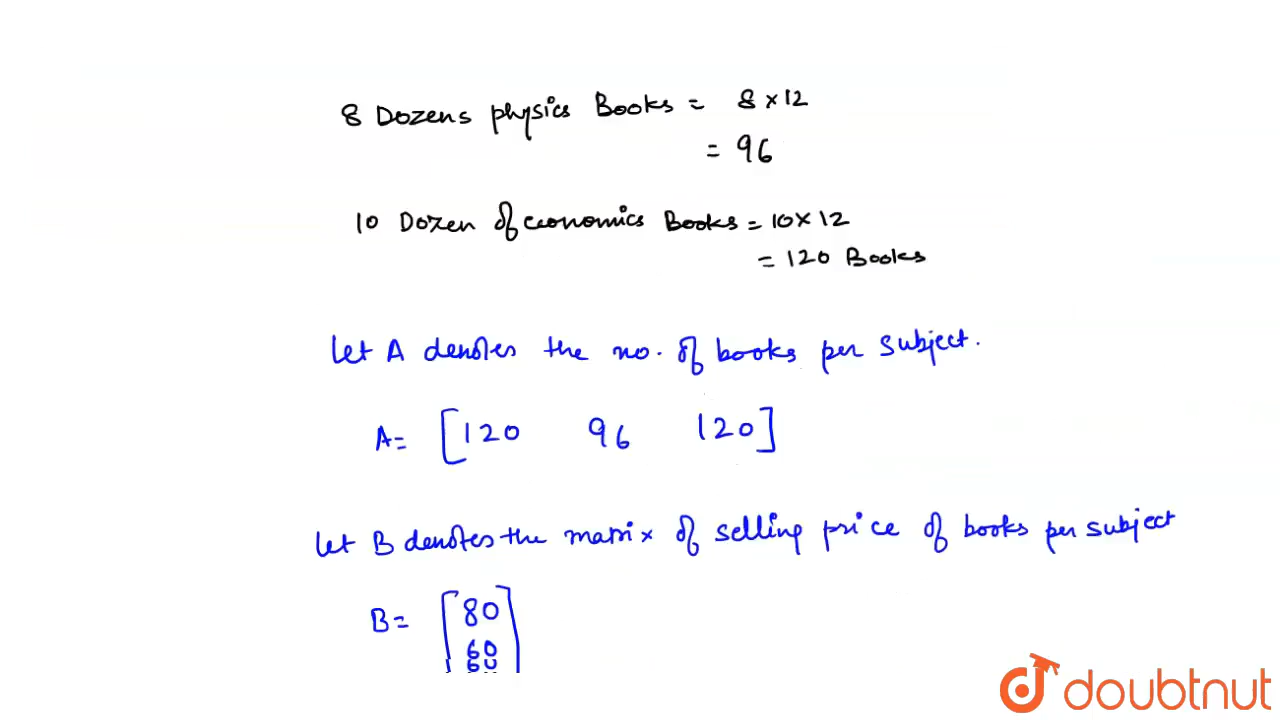 8 Dozens physics Books = 8 × 12
= 96
10 Dozen of economics Books = 10 × 12
= 120 Books
Let A denotes the no. of books per subject.
A = [120 96 120]
Let B denotes the matrix of selling price of books per subject
B = [80
60
doubtnut